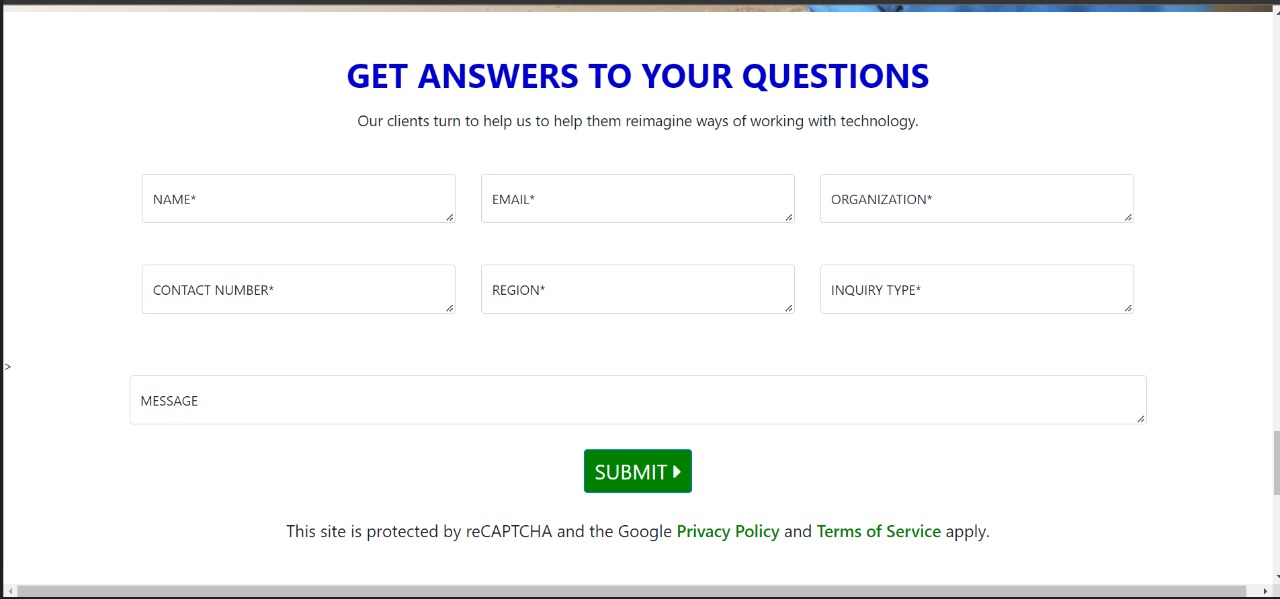 GET ANSWERS TO YOUR QUESTIONS
Our clients turn to help us to help them reimagine ways of working with technology.
NAME* EMAIL* ORGANIZATION*
CONTACT NUMBER* REGION* INQUIRY TYPE*
>
MESSAGE
SUBMIT
This site is protected by reCAPTCHA and the Google Privacy Policy and Terms of Service apply.